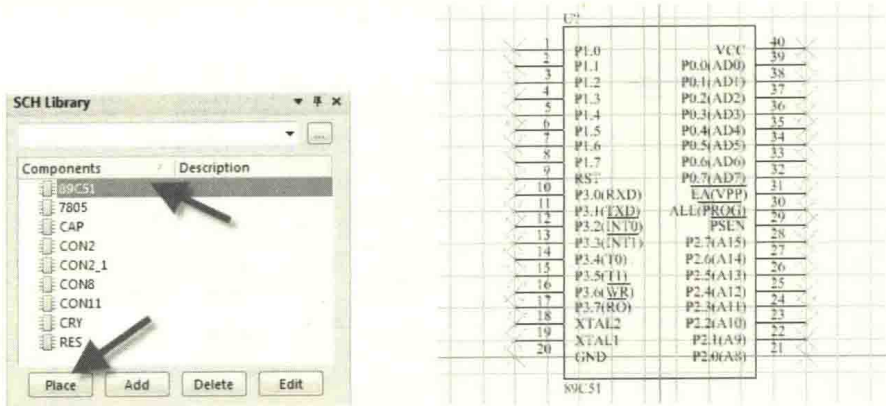 SCH Library
Components Description
89C51
7805
CAP
CON2
CON2_1
CON8
CON11
CRY
RES
Place Add Delete Edit
U?
1 P1.0 VCC 40
2 P1.1 P0.0(AD0) 39
3 P1.2 P0.1(AD1) 38
4 P1.3 P0.2(AD2) 37
5 P1.4 P0.3(AD3) 36
6 P1.5 P0.4(AD4) 35
7 P1.6 P0.5(AD5) 34
8 P1.7 P0.6(AD6) 33
9 RST P0.7(AD7) 32
10 P3.0(RXD) EA(VPP) 31
11 P3.1(TXD) ALE(PROG) 30
12 P3.2(INT0) PSEN 29
13 P3.3(INT1) P2.7(A15) 28
14 P3.4(T0) P2.6(A14) 27
15 P3.5(T1) P2.5(A13) 26
16 P3.6(WR) P2.4(A12) 25
17 P3.7(RO) P2.3(A11) 24
18 XTAL2 P2.2(A10) 23
19 XTAL1 P2.1(A9) 22
20 GND P2.0(A8) 21
89C51